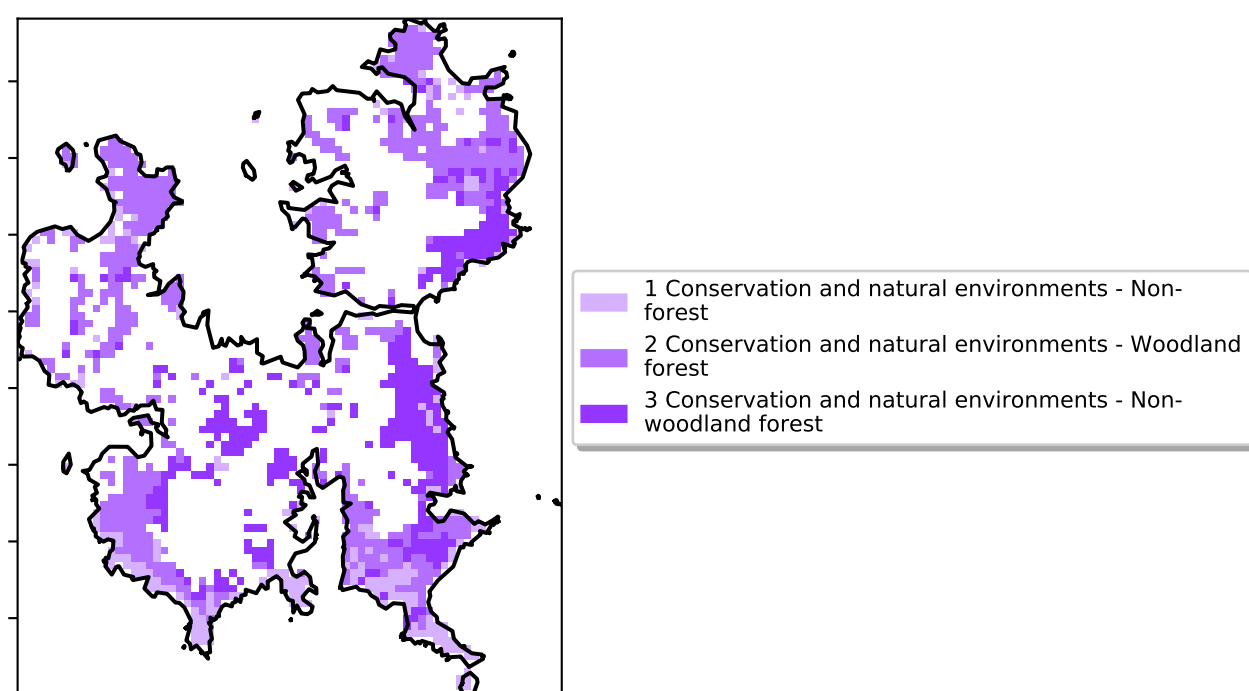 1 Conservation and natural environments - Non-
forest
2 Conservation and natural environments - Woodland
forest
3 Conservation and natural environments - Non-
woodland forest